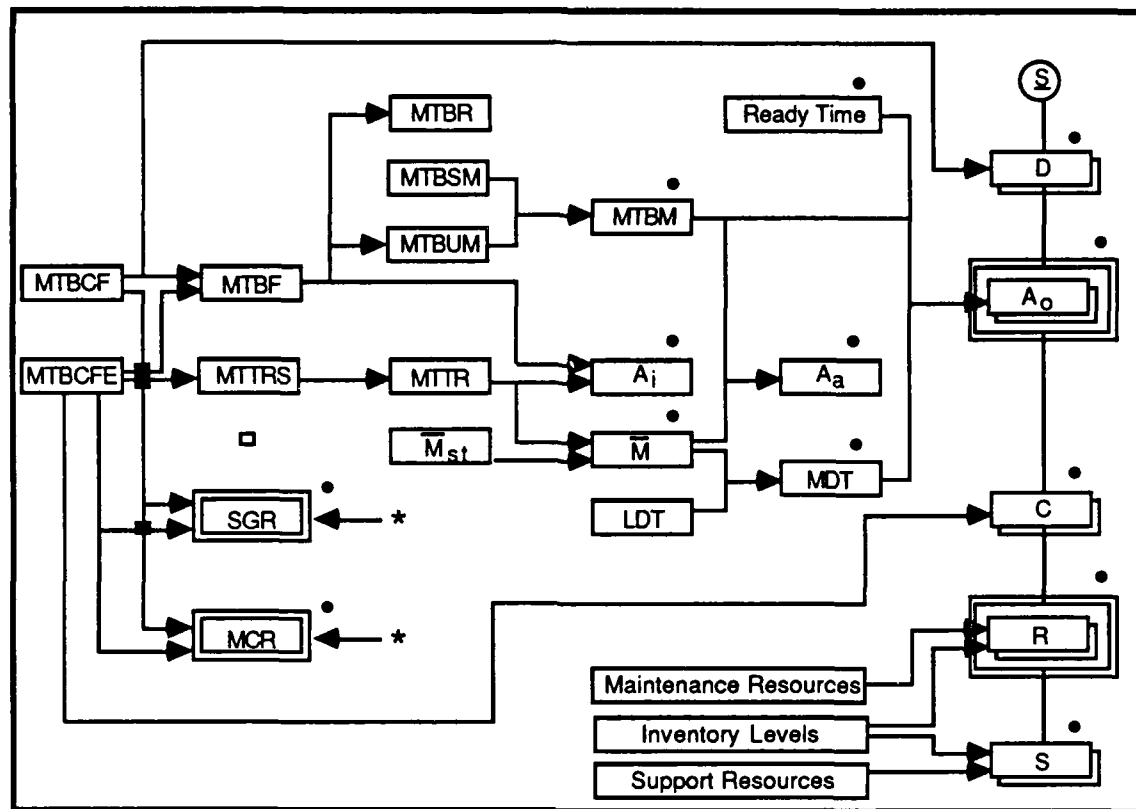 S
MTBR
Ready Time
MTBSM
D
MTBM
MTBUM
MTBCF
MTBF
Ao
MTBCFE
MTTRS
MTTR
Ai
Aa
M̅st
M̅
MDT
SGR
*
LDT
C
MCR
*
R
Maintenance Resources
Inventory Levels
S
Support Resources